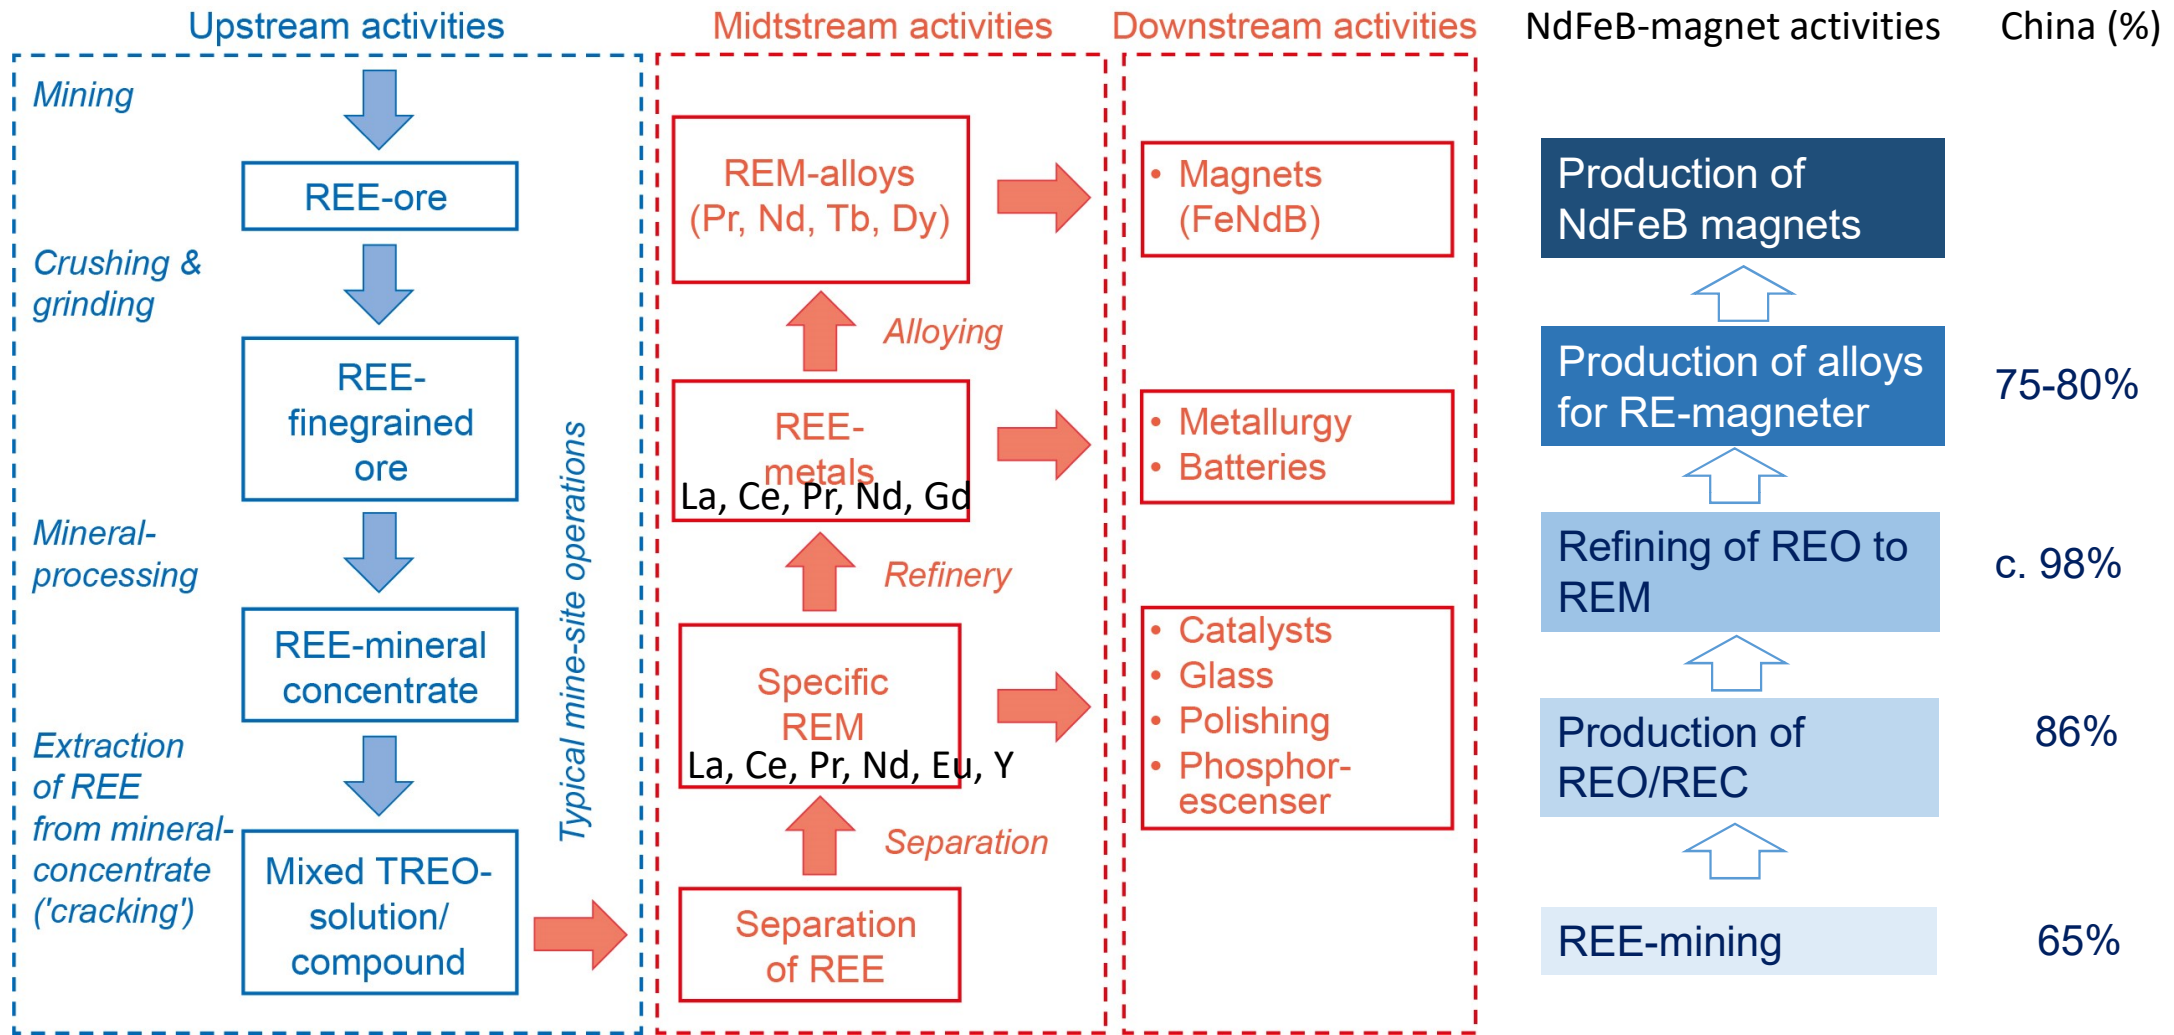 Upstream activities
Mining
REE-ore
Crushing &
grinding
REE-
finegrained
ore
Mineral-
processing
REE-mineral
concentrate
Extraction
of REE
from mineral-
concentrate
('cracking')
Mixed TREO-
solution/
compound
Typical mine-site operations
Midtstream activities
REM-alloys
(Pr, Nd, Tb, Dy)
Alloying
REE-
metals
La, Ce, Pr, Nd, Gd
Refinery
Specific
REM
La, Ce, Pr, Nd, Eu, Y
Separation
Separation
of REE
Downstream activities
• Magnets
(FeNdB)
• Metallurgy
• Batteries
• Catalysts
• Glass
• Polishing
• Phosphor-
escenser
NdFeB-magnet activities
China (%)
Production of
NdFeB magnets
Production of alloys
for RE-magneter
75-80%
Refining of REO to
REM
c. 98%
Production of
REO/REC
86%
REE-mining
65%